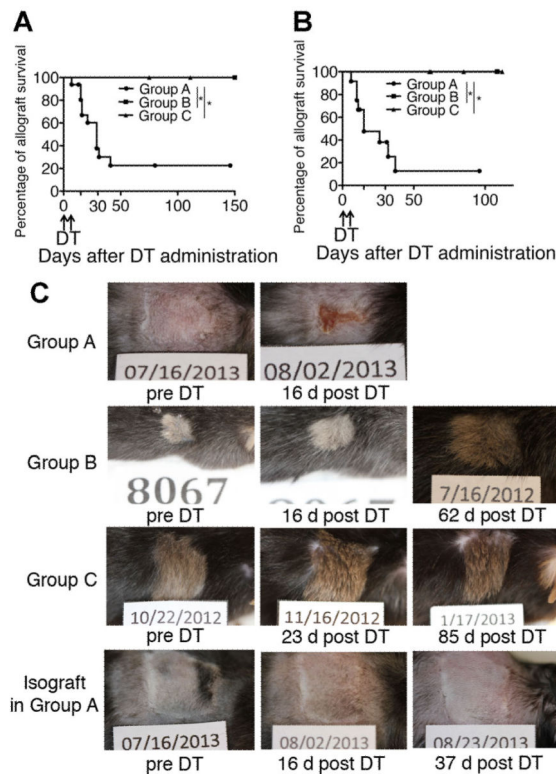 A
Percentage of allograft survival
100
80
60
40
20
0
Group A
Group B
Group C
*
*
0
30
50
100
150
DT
Days after DT administration
B
Percentage of allograft survival
100
80
60
40
20
0
Group A
Group B
Group C
*
*
0
30
50
100
DT
Days after DT administration
C
Group A
07/16/2013
08/02/2013
pre DT
16 d post DT
Group B
8067
7/16/2012
pre DT
16 d post DT
62 d post DT
Group C
10/22/2012
11/16/2012
1/17/2013
pre DT
23 d post DT
85 d post DT
Isograft
in Group A
07/16/2013
08/02/2013
08/23/2013
pre DT
16 d post DT
37 d post DT